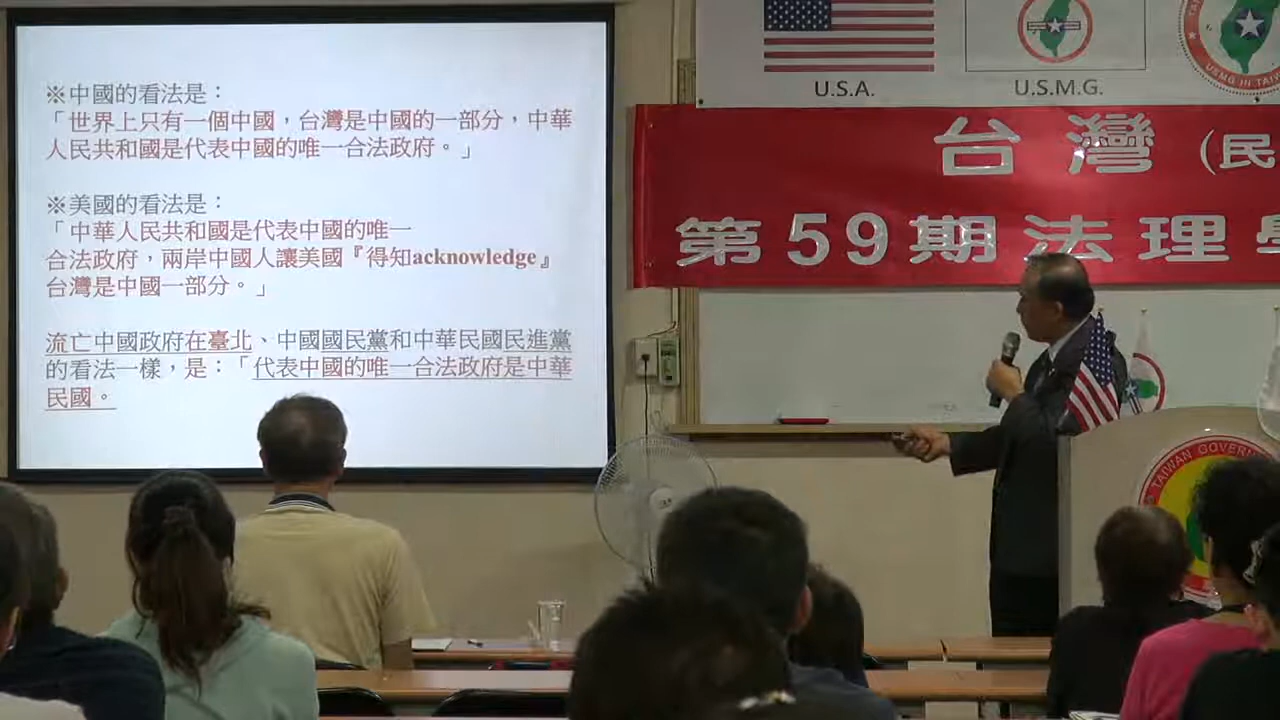 ※中國的看法是：
「世界上只有一個中國，台灣是中國的一部分，中華
人民共和國是代表中國的唯一合法政府。」
※美國的看法是：
「中華人民共和國是代表中國的唯一
合法政府，兩岸中國人讓美國『得知acknowledge』
台灣是中國一部分。」
流亡中國政府在臺北、中國國民黨和中華民國民進黨
的看法一樣，是：「代表中國的唯一合法政府是中華
民國。
U.S.A.
U.S.M.G.
USMG IN TAIW
台灣（民
第59期法理學
TAIWAN GOVERN